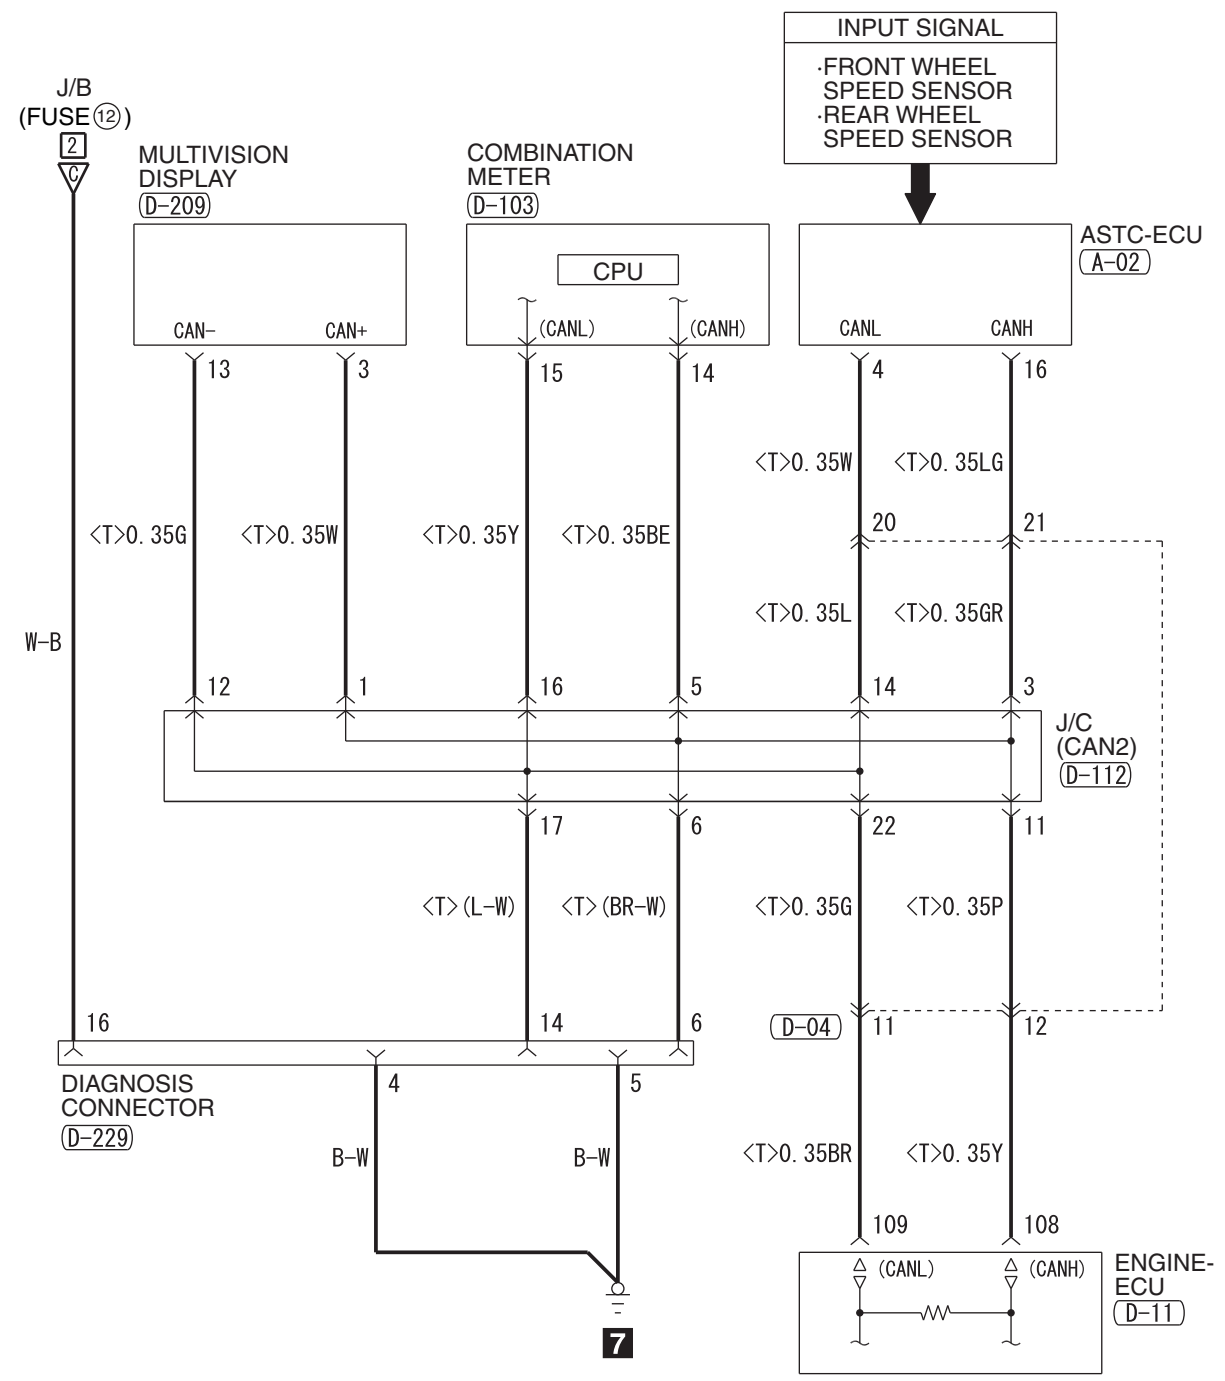 INPUT SIGNAL
·FRONT WHEEL
SPEED SENSOR
·REAR WHEEL
SPEED SENSOR
J/B
(FUSE⑫)
2
C
MULTIVISION
DISPLAY
D-209
COMBINATION
METER
D-103
ASTC-ECU
A-02
CPU
CAN- CAN+ (CANL) (CANH) CANL CANH
13 3 15 14 4 16
<T>0.35W <T>0.35LG
20 21
<T>0.35G <T>0.35W <T>0.35Y <T>0.35BE
<T>0.35L <T>0.35GR
W-B
12 1 16 5 14 3
J/C
(CAN2)
D-112
17 6 22 11
<T>(L-W) <T>(BR-W) <T>0.35G <T>0.35P
16 14 6
D-04 11 12
DIAGNOSIS
CONNECTOR
D-229
4 5
B-W B-W <T>0.35BR <T>0.35Y
109 108
(CANL) (CANH)
ENGINE-
ECU
D-11
7